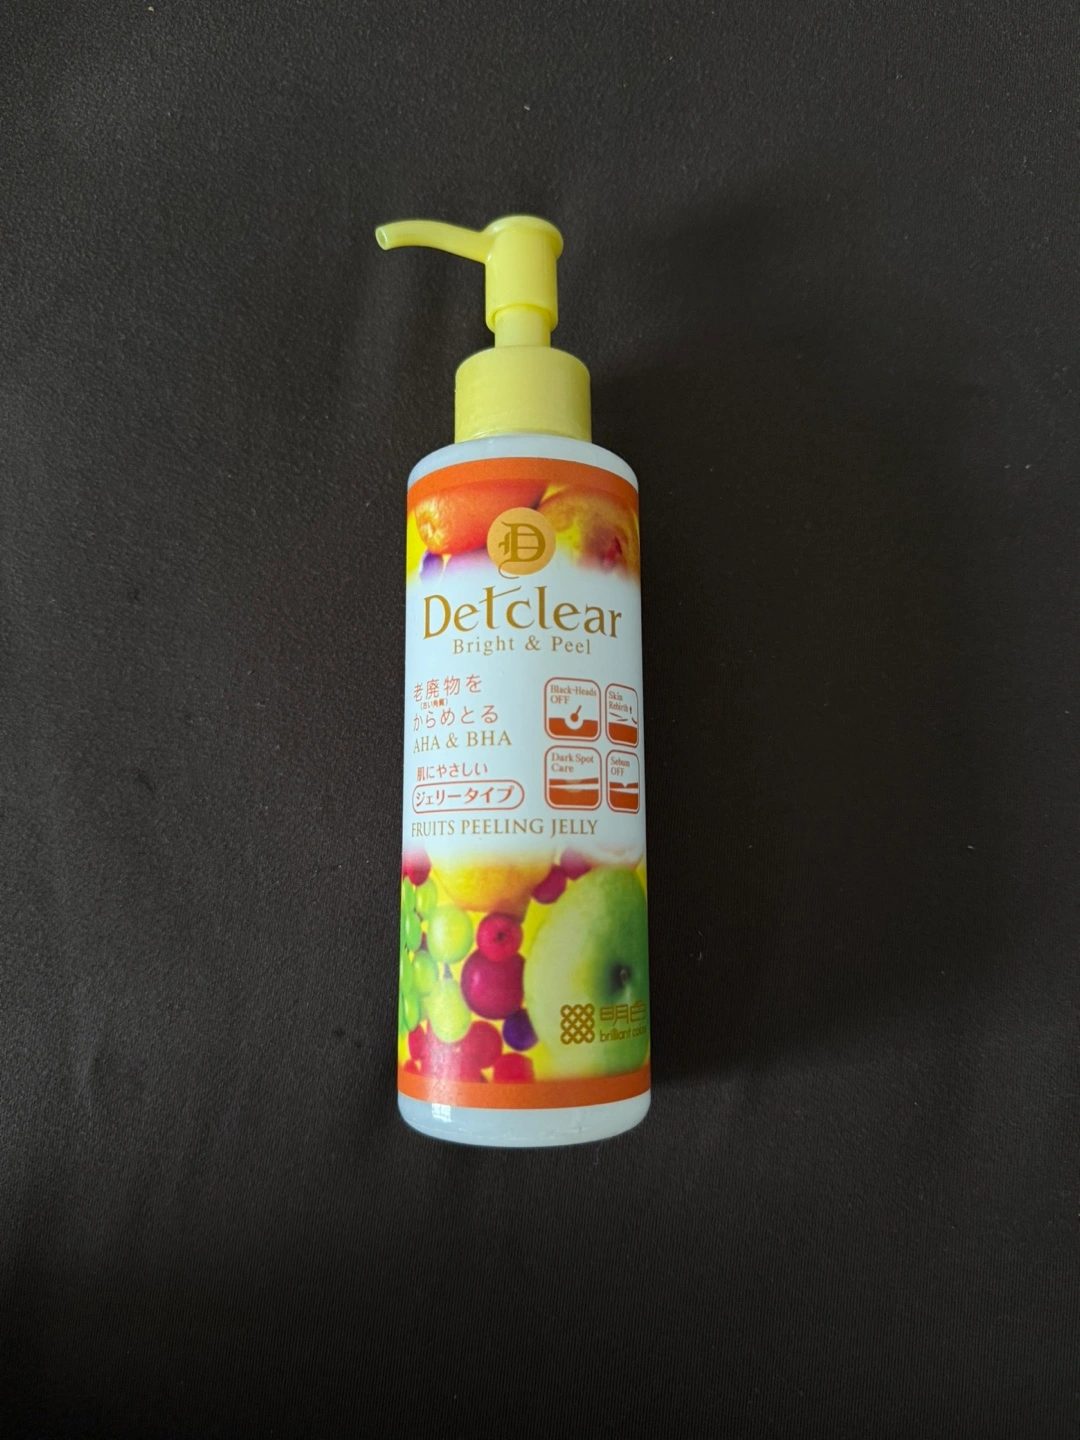 D
Detclear
Bright & Peel
老廃物を
(古い角質)
からめとる
AHA & BHA
肌にやさしい
ジェリータイプ
Black-Heads
OFF
Skin
Rebirth
Dark Spot
Care
Sebum
OFF
FRUITS PEELING JELLY
明色
brilliant colors